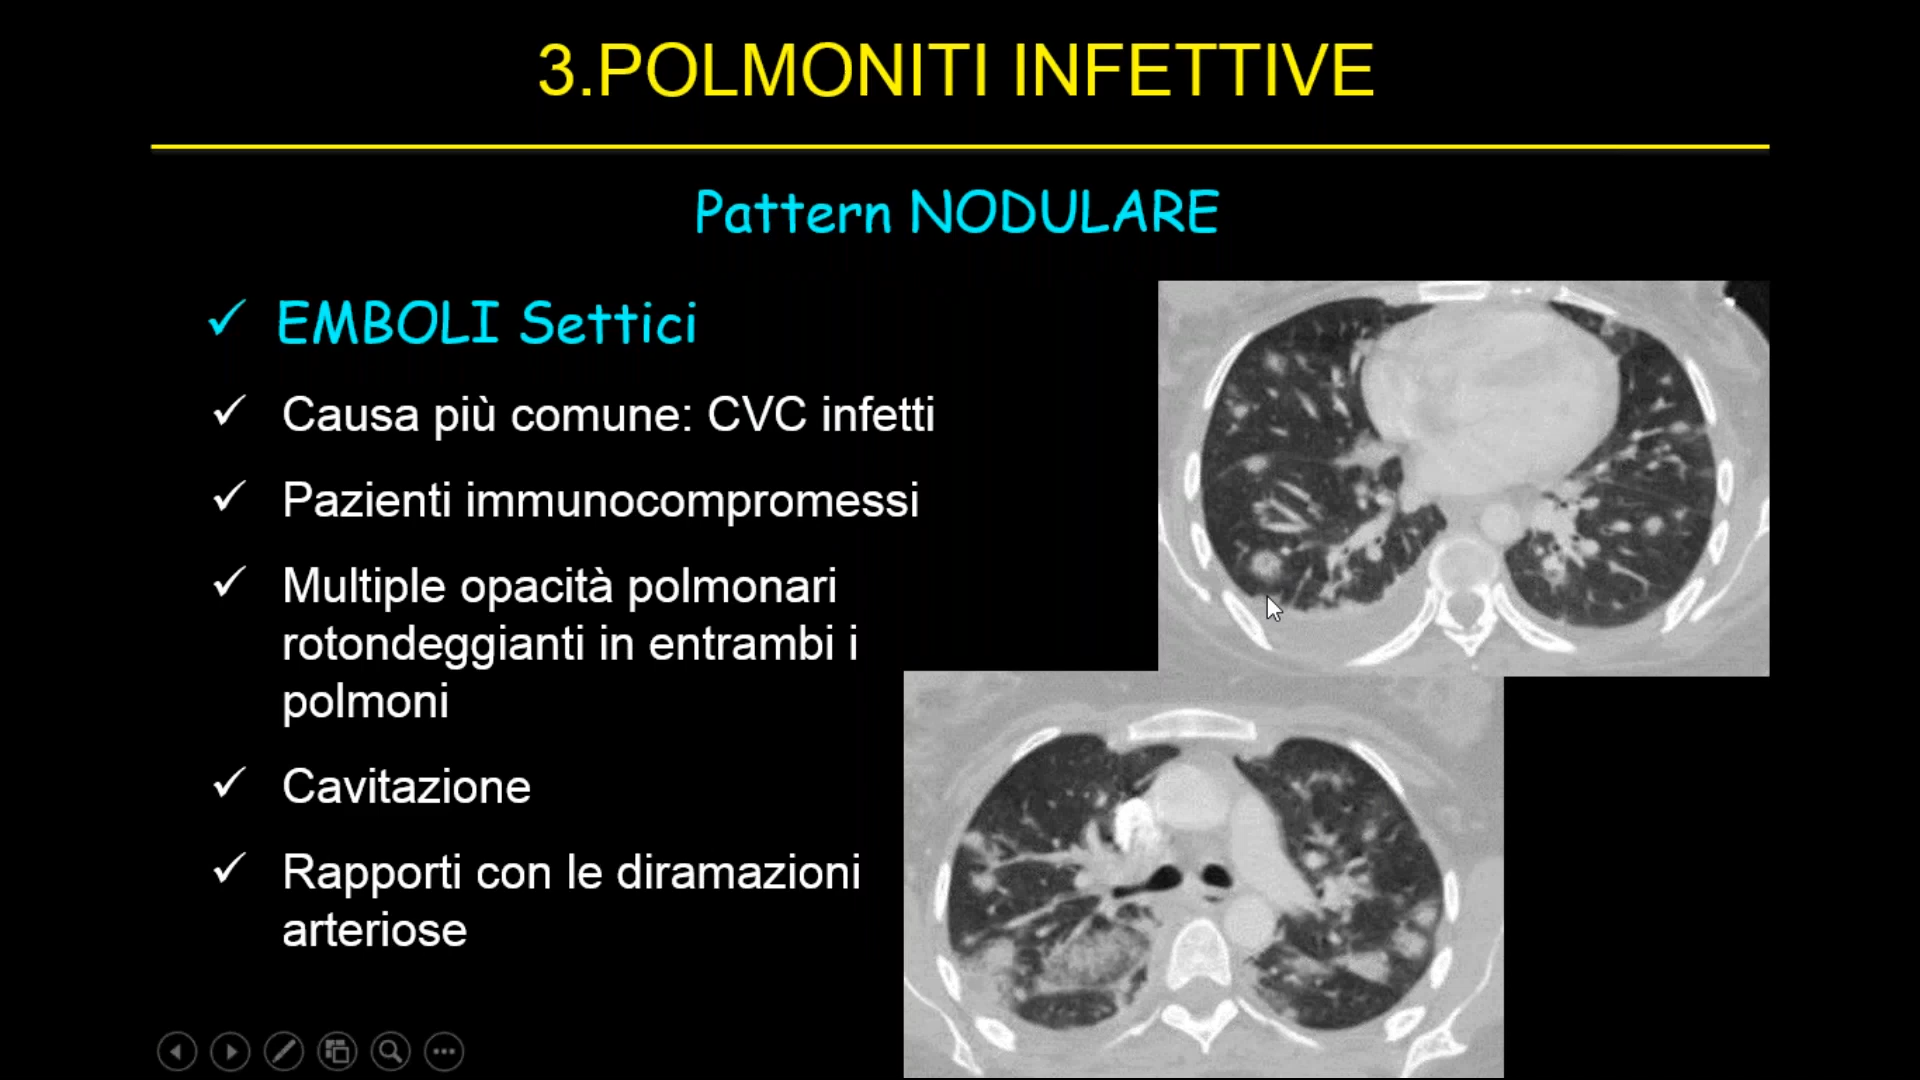 3.POLMONITI INFETTIVE
Pattern NODULARE
✓ EMBOLI Settici
✓ Causa più comune: CVC infetti
✓ Pazienti immunocompromessi
✓ Multiple opacità polmonari
rotondeggianti in entrambi i
polmoni
✓ Cavitazione
✓ Rapporti con le diramazioni
arteriose